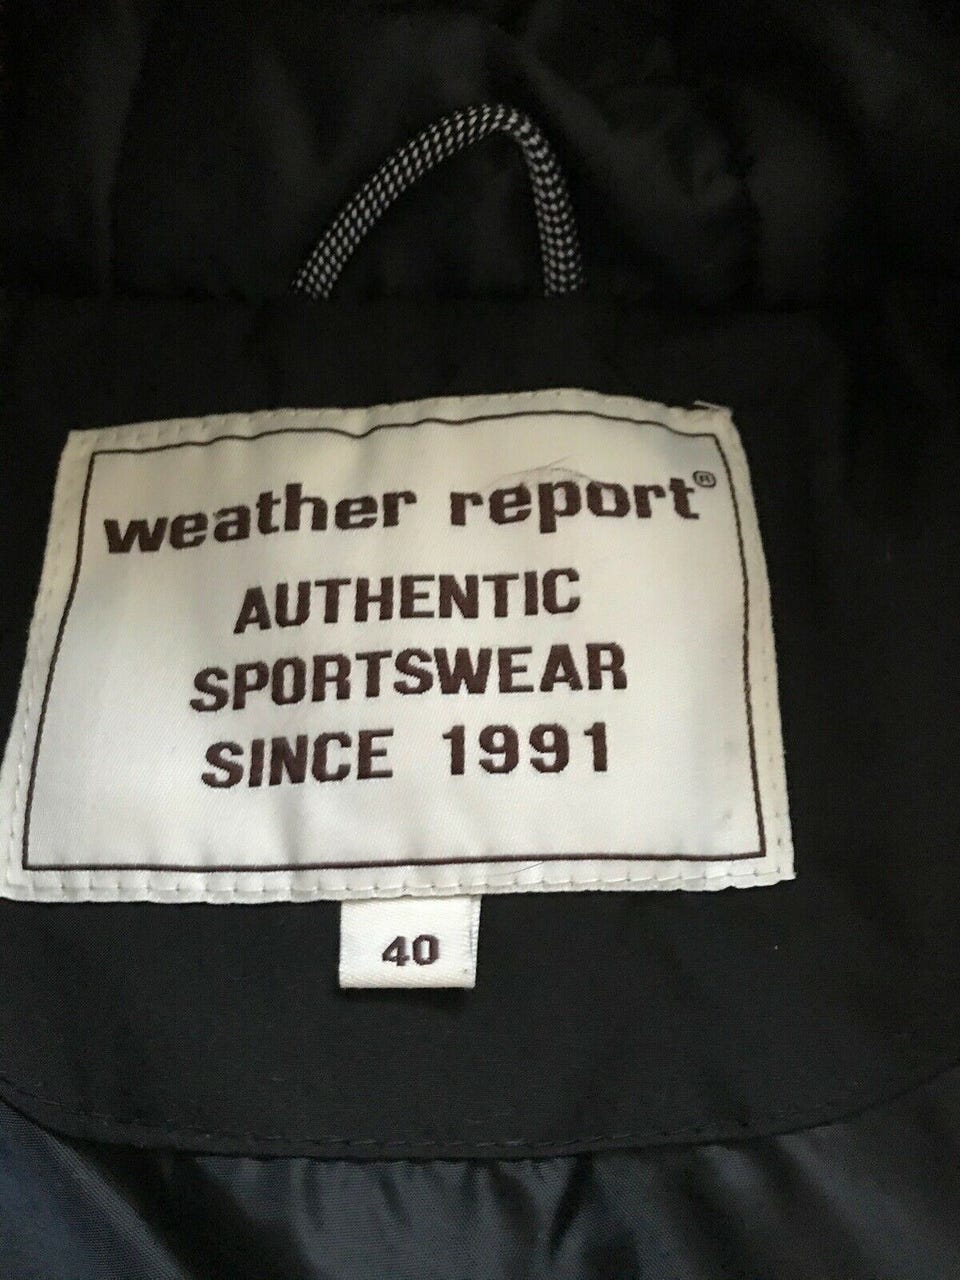 weather report®
AUTHENTIC
SPORTSWEAR
SINCE 1991
40